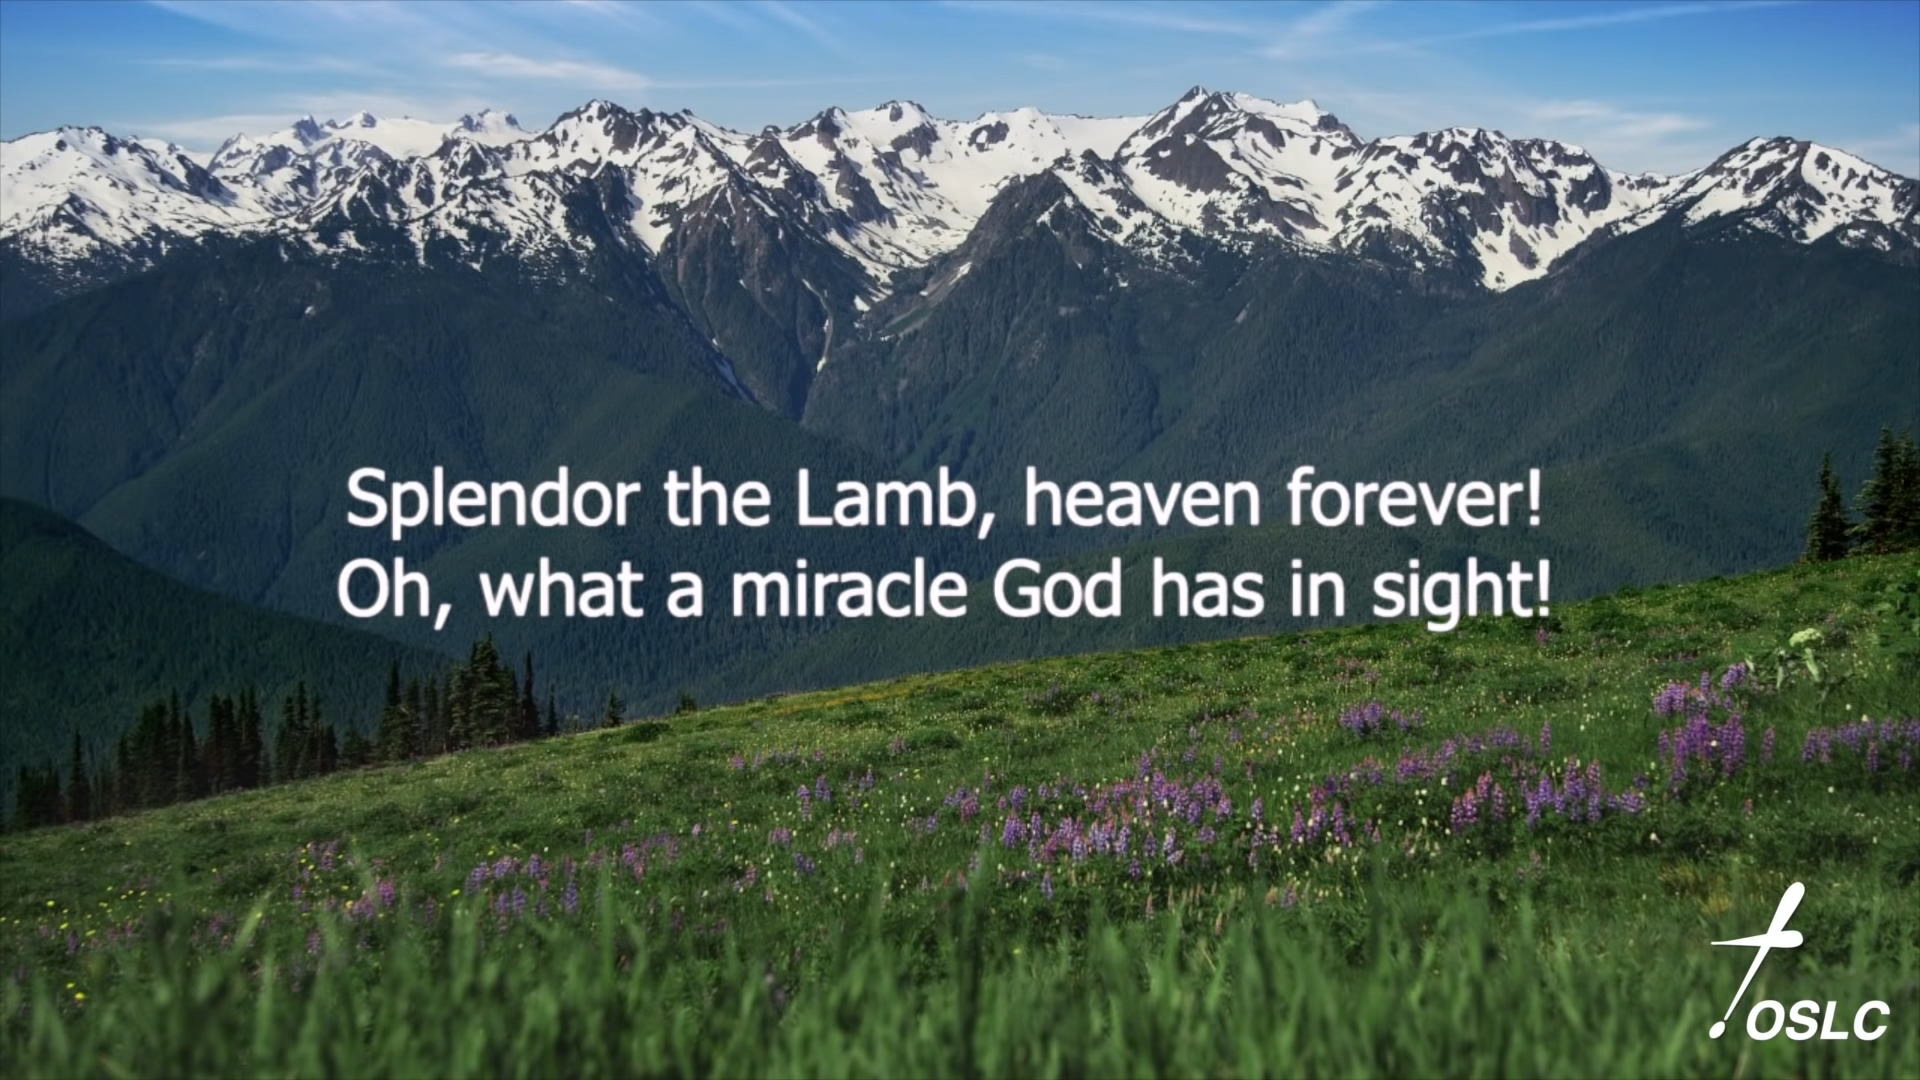 Splendor the Lamb, heaven forever!
Oh, what a miracle God has in sight!
OSLC